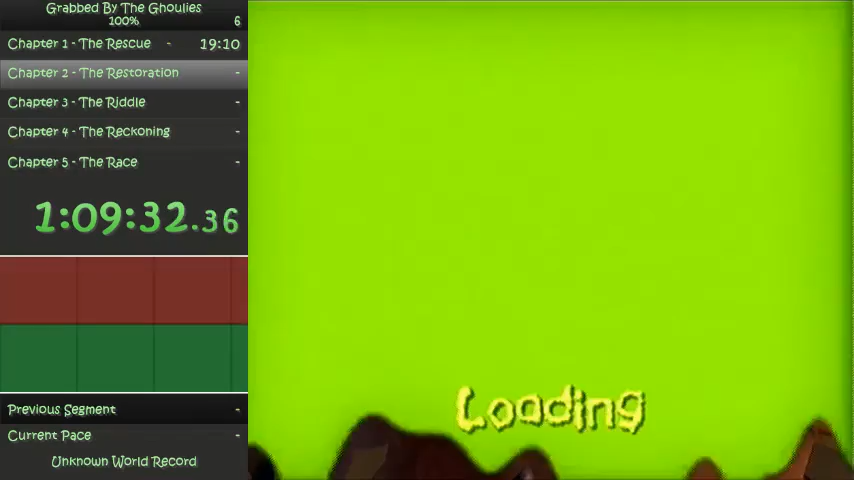 Grabbed By The Ghoulies
100% 6
Chapter 1 - The Rescue - 19:10
Chapter 2 - The Restoration -
Chapter 3 - The Riddle -
Chapter 4 - The Reckoning -
Chapter 5 - The Race -
1:09:32.36
Previous Segment -
Current Pace -
Unknown World Record
Loading